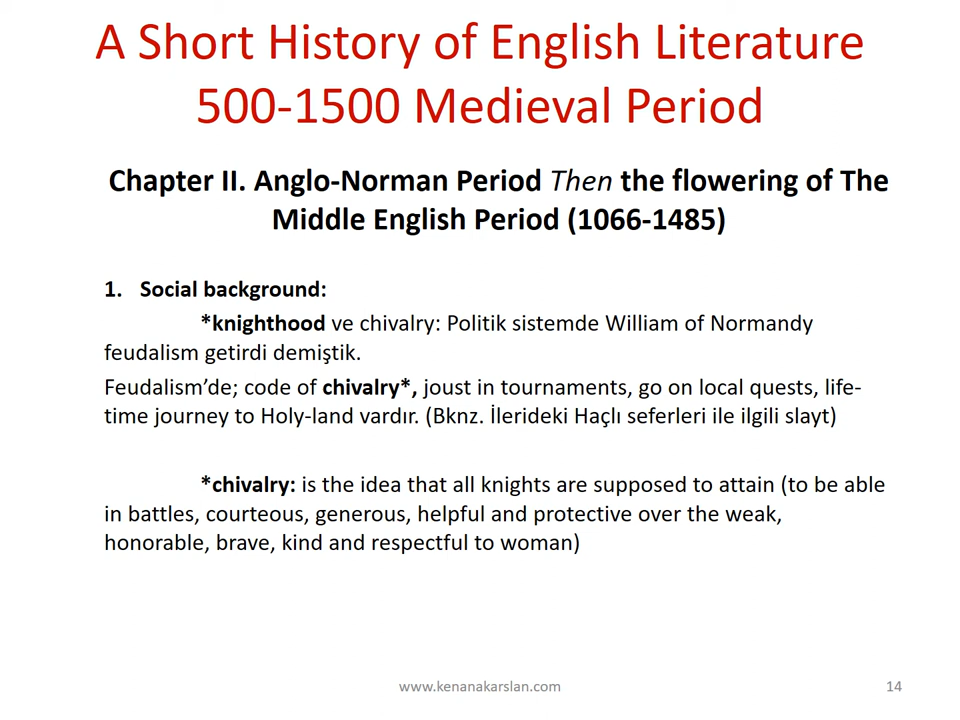 A Short History of English Literature
500-1500 Medieval Period
Chapter II. Anglo-Norman Period Then the flowering of The
Middle English Period (1066-1485)
1. Social background:
*knighthood ve chivalry: Politik sistemde William of Normandy
feudalism getirdi demiştik.
Feudalism’de; code of chivalry*, joust in tournaments, go on local quests, life-
time journey to Holy-land vardır. (Bknz. İlerideki Haçlı seferleri ile ilgili slayt)
*chivalry: is the idea that all knights are supposed to attain (to be able
in battles, courteous, generous, helpful and protective over the weak,
honorable, brave, kind and respectful to woman)
www.kenanakarslan.com
14